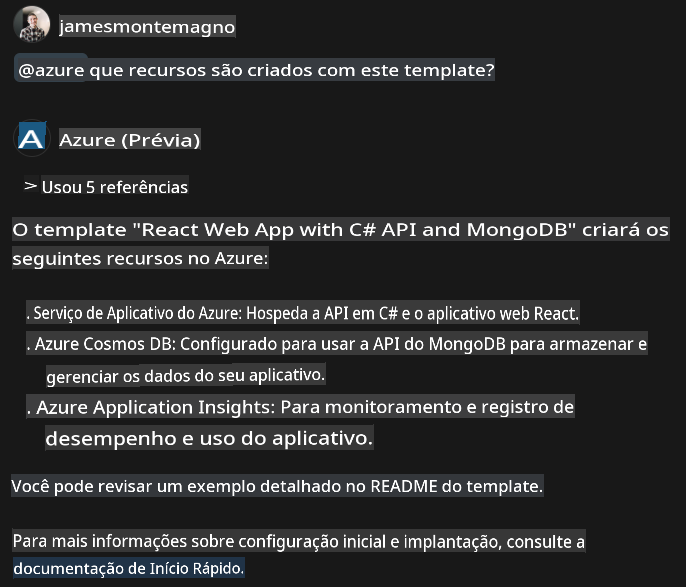 jamesmontemagno
@azure que recursos são criados com este template?
A Azure (Prévia)
> Usou 5 referências
O template "React Web App with C# API and MongoDB" criará os
seguintes recursos no Azure:
. Serviço de Aplicativo do Azure: Hospeda a API em C# e o aplicativo web React.
. Azure Cosmos DB: Configurado para usar a API do MongoDB para armazenar e
gerenciar os dados do seu aplicativo.
. Azure Application Insights: Para monitoramento e registro de
desempenho e uso do aplicativo.
Você pode revisar um exemplo detalhado no README do template.
Para mais informações sobre configuração inicial e implantação, consulte a
documentação de Início Rápido.